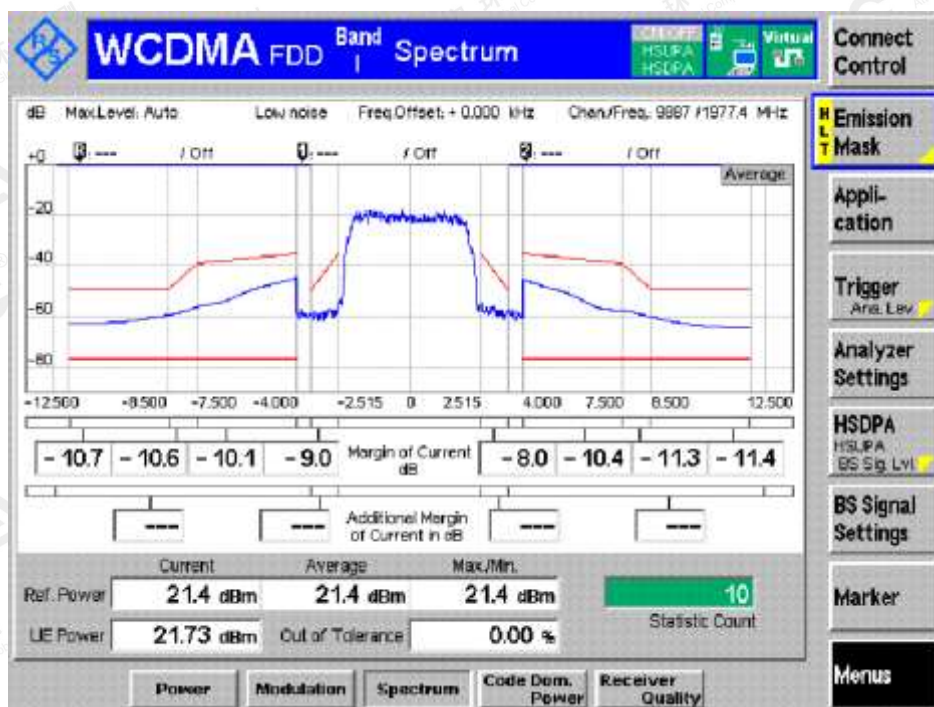 WCDMA FDD Band I Spectrum
HSUPA
HSDPA
Virtual
Connect Control
dB Max.Level: Auto Low noise Freq.Offset: + 0.000 kHz Chan./Freq.: 9887 /1977.4 MHz
HLT Emission Mask
+0 --- / Off --- / Off --- / Off
Average
Appli-cation
-20
-40
-60
-80
Trigger
Ana. Lev.
Analyzer Settings
-12.500 -8.500 -7.500 -4.000 -2.515 0 2.515 4.000 7.500 8.500 12.500
HSDPA
HSUPA
BS Sig. Lvl.
- 10.7 - 10.6 - 10.1 - 9.0 Margin of Current dB - 8.0 - 10.4 - 11.3 - 11.4
BS Signal Settings
--- --- Additional Margin of Current in dB --- ---
Current Average Max./Min.
Ref. Power 21.4 dBm 21.4 dBm 21.4 dBm 10
Statistic Count
Marker
UE Power 21.73 dBm Out of Tolerance 0.00 %
Menus
Power Modulation Spectrum Code Dom. Power Receiver Quality